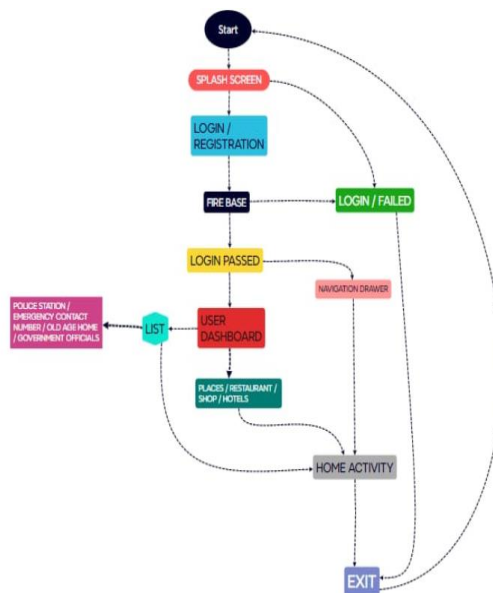 Start
SPLASH SCREEN
LOGIN /
REGISTRATION
FIRE BASE
LOGIN / FAILED
LOGIN PASSED
NAVIGATION DRAWER
POLICE STATION /
EMERGENCY CONTACT
NUMBER / OLD AGE HOME
/ GOVERNMENT OFFICIALS
LIST
USER
DASHBOARD
PLACES / RESTAURANT /
SHOP / HOTELS
HOME ACTIVITY
EXIT